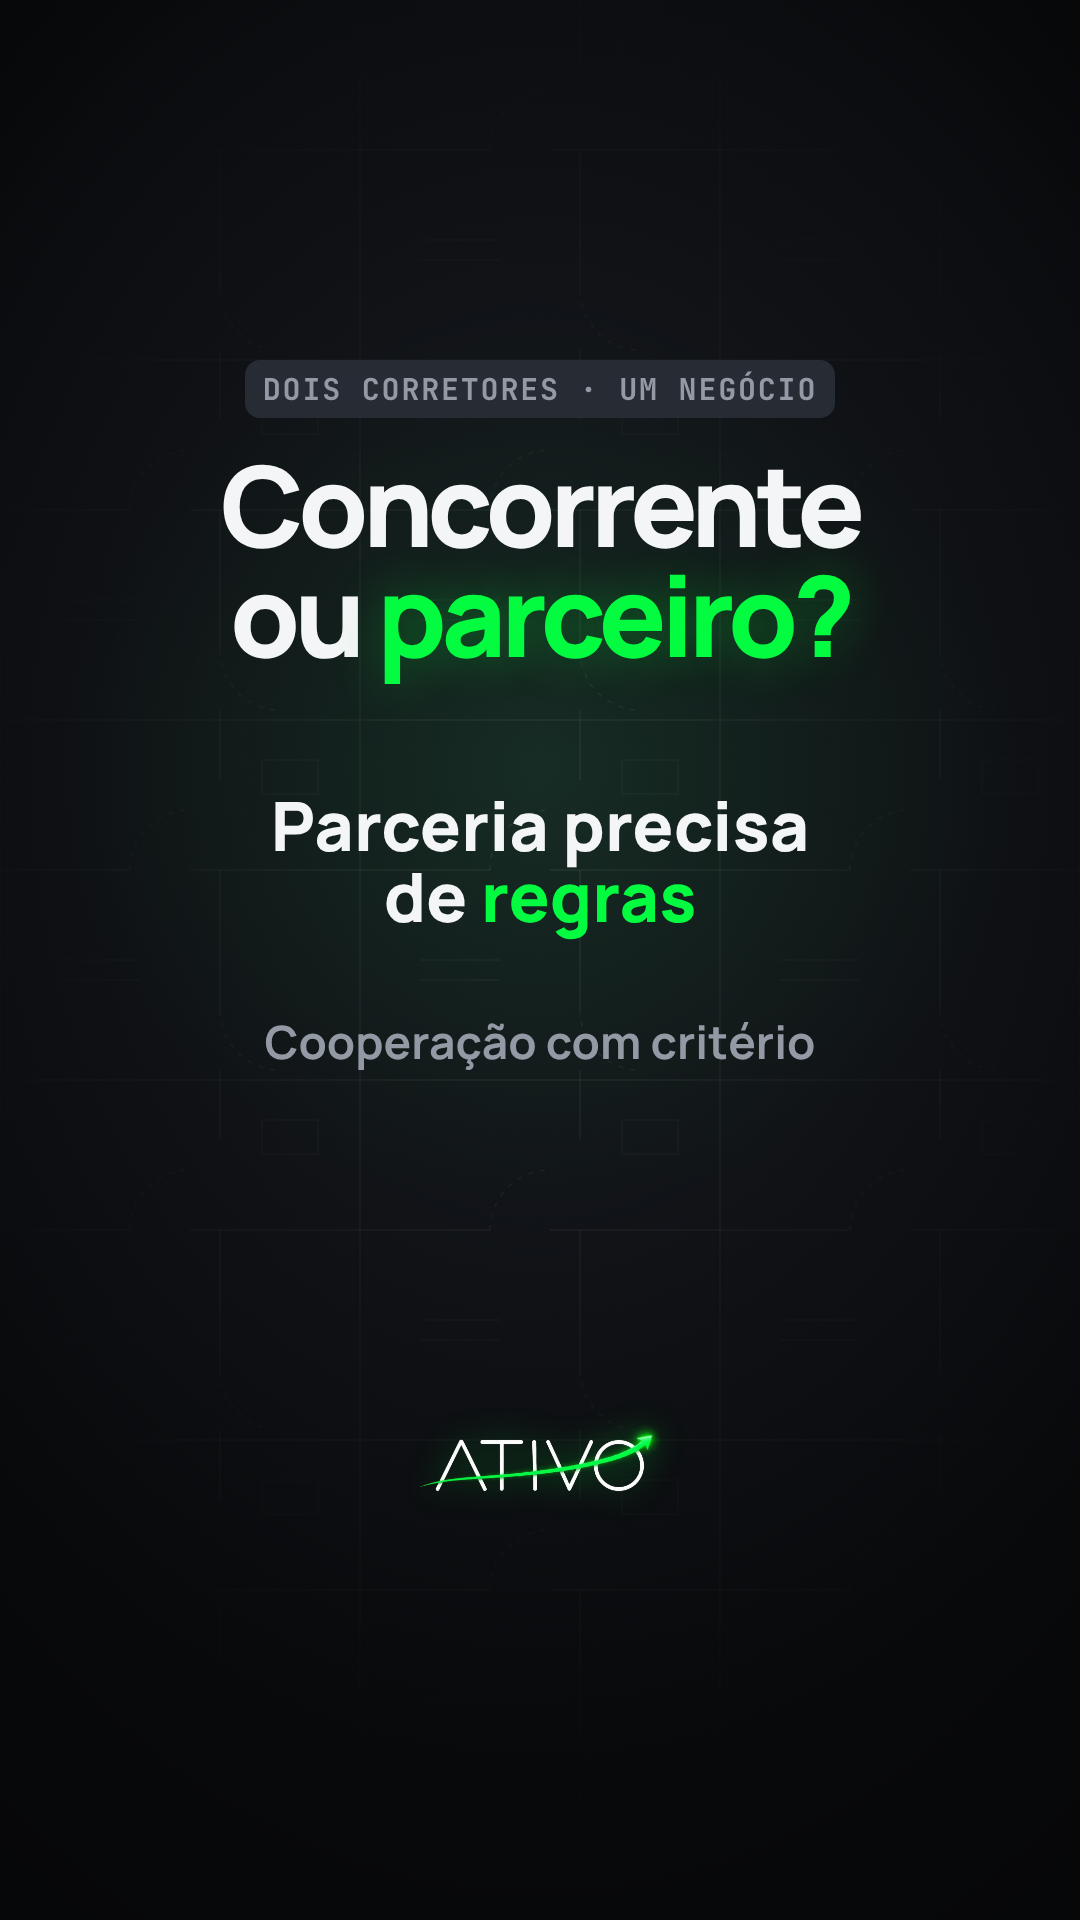 DOIS CORRETORES · UM NEGÓCIO
Concorrente
ou parceiro?
Parceria precisa
de regras
Cooperação com critério
ATIVO